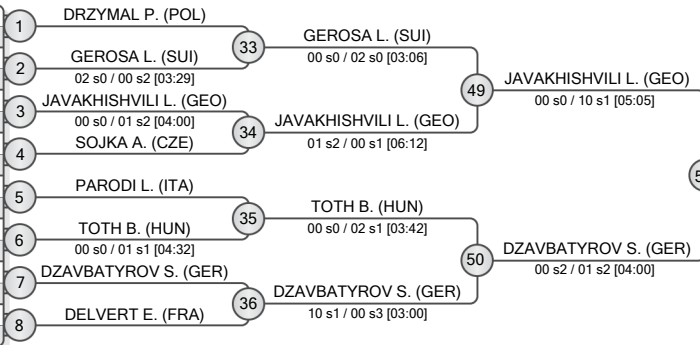 1
DRZYMAL P. (POL)
2
GEROSA L. (SUI)
02 s0 / 00 s2 [03:29]
33
GEROSA L. (SUI)
00 s0 / 02 s0 [03:06]
3
JAVAKHISHVILI L. (GEO)
00 s0 / 01 s2 [04:00]
4
SOJKA A. (CZE)
34
JAVAKHISHVILI L. (GEO)
01 s2 / 00 s1 [06:12]
49
JAVAKHISHVILI L. (GEO)
00 s0 / 10 s1 [05:05]
5
PARODI L. (ITA)
6
TOTH B. (HUN)
00 s0 / 01 s1 [04:32]
35
TOTH B. (HUN)
00 s0 / 02 s1 [03:42]
7
DZAVBATYROV S. (GER)
8
DELVERT E. (FRA)
36
DZAVBATYROV S. (GER)
10 s1 / 00 s3 [03:00]
50
DZAVBATYROV S. (GER)
00 s2 / 01 s2 [04:00]